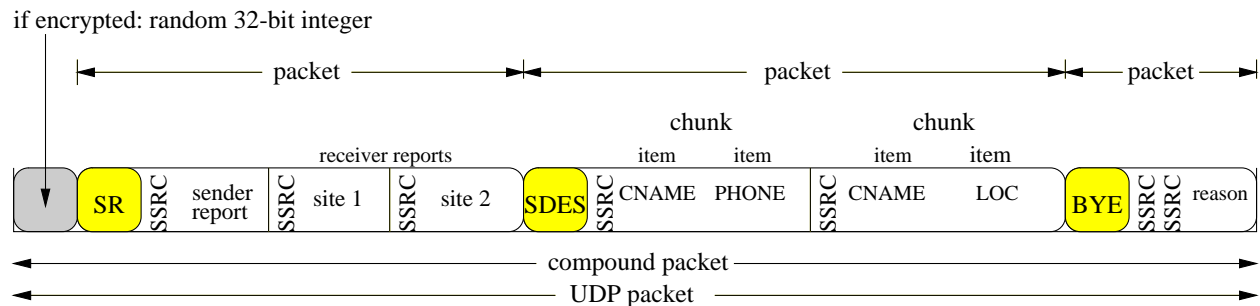 if encrypted: random 32-bit integer
packet packet packet
chunk chunk
receiver reports item item item item
SR SSRC sender report SSRC site 1 SSRC site 2 SDES SSRC CNAME PHONE SSRC CNAME LOC BYE SSRC SSRC reason
compound packet
UDP packet